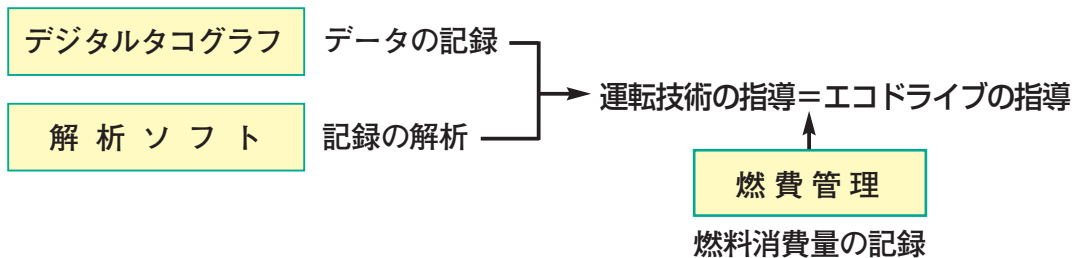 デジタルタコグラフ データの記録
解析ソフト 記録の解析
運転技術の指導＝エコドライブの指導
燃費管理
燃料消費量の記録